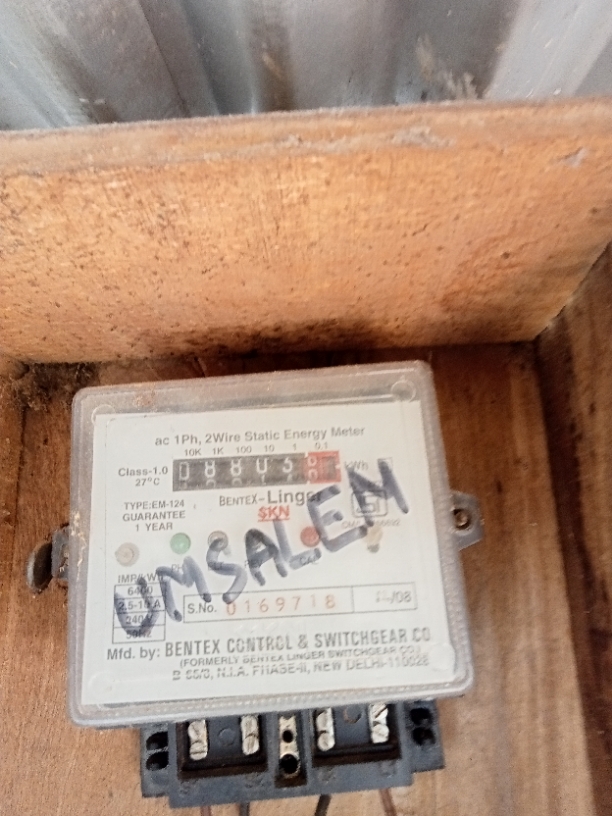 ac 1Ph, 2Wire Static Energy Meter
10K 1K 100 10 1 0.1
Class-1.0
27°C
kWh
TYPE:EM-124
GUARANTEE
1 YEAR
BENTEX-Linger
SKN
UMSALEM
6400
2.5-10 A
240V
50Hz
S.No. 0169718
/08
Mfd. by: BENTEX CONTROL & SWITCHGEAR CO
(FORMERLY BENTEX LINGER SWITCHGEAR CO.)
NEW DELHI-110028